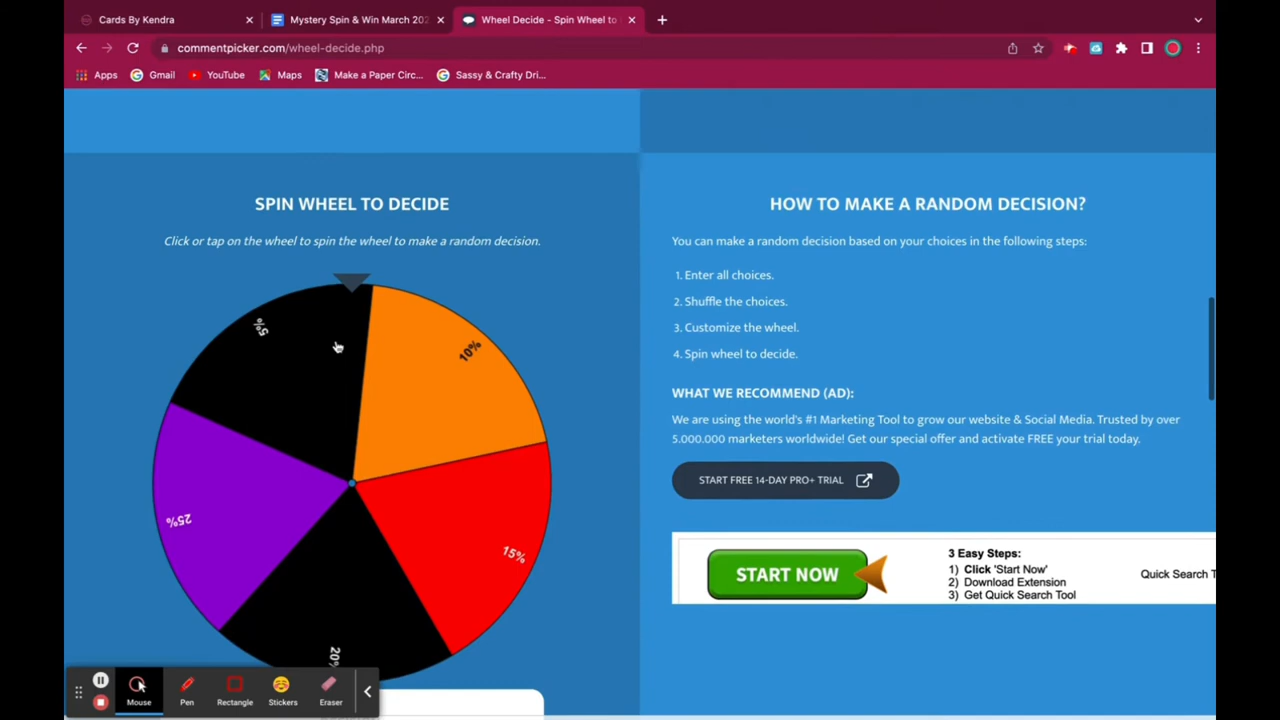 Cards By Kendra
Mystery Spin & Win March 202
Wheel Decide - Spin Wheel to
commentpicker.com/wheel-decide.php
Apps
Gmail
YouTube
Maps
Make a Paper Circ...
Sassy & Crafty Dri...
SPIN WHEEL TO DECIDE
Click or tap on the wheel to spin the wheel to make a random decision.
5%
10%
25%
15%
20%
HOW TO MAKE A RANDOM DECISION?
You can make a random decision based on your choices in the following steps:
1. Enter all choices.
2. Shuffle the choices.
3. Customize the wheel.
4. Spin wheel to decide.
WHAT WE RECOMMEND (AD):
We are using the world's #1 Marketing Tool to grow our website & Social Media. Trusted by over
5.000.000 marketers worldwide! Get our special offer and activate FREE your trial today.
START FREE 14-DAY PRO+ TRIAL
START NOW
3 Easy Steps:
1) Click 'Start Now'
2) Download Extension
3) Get Quick Search Tool
Quick Search T
Mouse
Pen
Rectangle
Stickers
Eraser